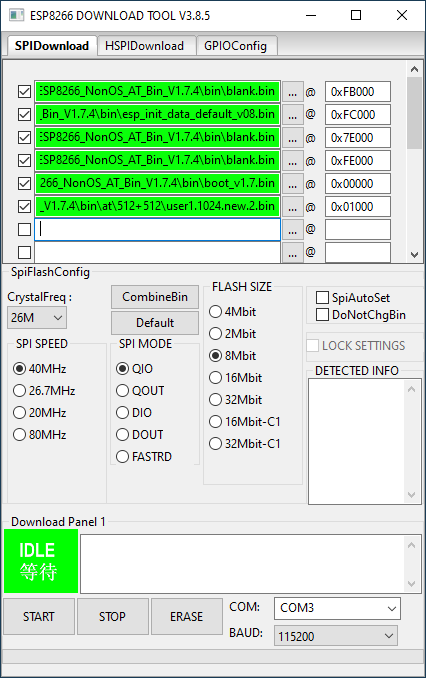 ESP8266 DOWNLOAD TOOL V3.8.5
SPIDownload HSPIDownload GPIOConfig
ESP8266_NonOS_AT_Bin_V1.7.4\bin\blank.bin ... @ 0xFB000
_Bin_V1.7.4\bin\esp_init_data_default_v08.bin ... @ 0xFC000
ESP8266_NonOS_AT_Bin_V1.7.4\bin\blank.bin ... @ 0x7E000
ESP8266_NonOS_AT_Bin_V1.7.4\bin\blank.bin ... @ 0xFE000
266_NonOS_AT_Bin_V1.7.4\bin\boot_v1.7.bin ... @ 0x00000
_V1.7.4\bin\at\512+512\user1.1024.new.2.bin ... @ 0x01000
... @
... @
SpiFlashConfig
CrystalFreq :
26M
CombineBin
Default
SPI SPEED
40MHz
26.7MHz
20MHz
80MHz
SPI MODE
QIO
QOUT
DIO
DOUT
FASTRD
FLASH SIZE
4Mbit
2Mbit
8Mbit
16Mbit
32Mbit
16Mbit-C1
32Mbit-C1
SpiAutoSet
DoNotChgBin
LOCK SETTINGS
DETECTED INFO
Download Panel 1
IDLE
等待
START STOP ERASE
COM: COM3
BAUD: 115200